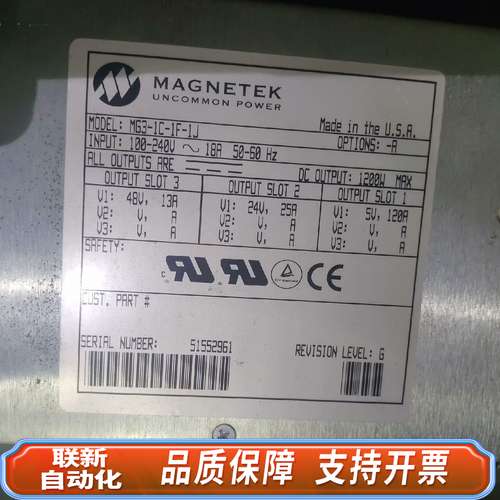 MAGNETEK
UNCOMMON POWER
MODEL: MG3-1C-1F-1J
Made in the U.S.A.
INPUT: 100-240V ~ 18A 50-60 Hz
OPTIONS: -R
ALL OUTPUTS ARE
DC OUTPUT: 1200W MAX
OUTPUT SLOT 3
V1: 48V, 13A
V2: V, A
V3: V, A
OUTPUT SLOT 2
V1: 24V, 25A
V2: V, A
V3: V, A
OUTPUT SLOT 1
V1: 5V, 120A
V2: V, A
V3: V, A
SAFETY:
c RU RU CE
CUST. PART #
SERIAL NUMBER: 51552961
REVISION LEVEL: G
联新
自动化
品质保障 支持开票